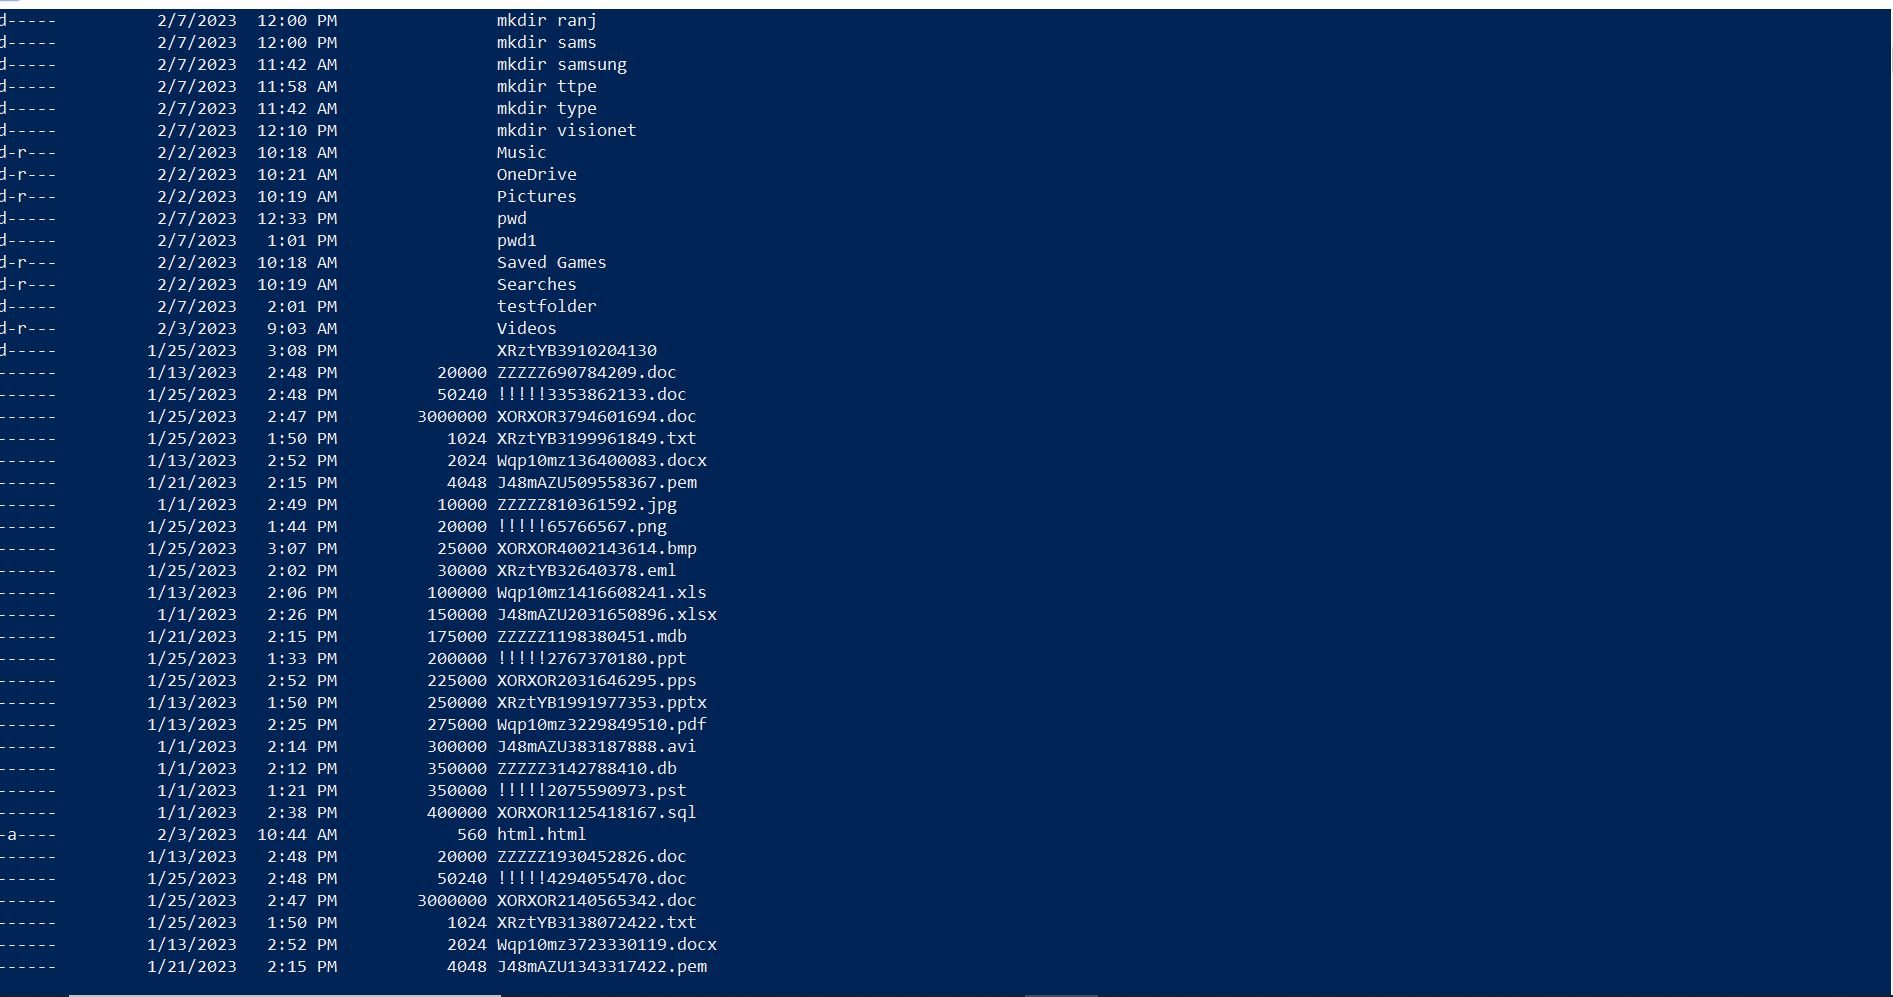 d-----          2/7/2023  12:00 PM                mkdir ranj
d-----          2/7/2023  12:00 PM                mkdir sams
d-----          2/7/2023  11:42 AM                mkdir samsung
d-----          2/7/2023  11:58 AM                mkdir ttpe
d-----          2/7/2023  11:42 AM                mkdir type
d-----          2/7/2023  12:10 PM                mkdir visionet
d-r---          2/2/2023  10:18 AM                Music
d-r---          2/2/2023  10:21 AM                OneDrive
d-r---          2/2/2023  10:19 AM                Pictures
d-----          2/7/2023  12:33 PM                pwd
d-----          2/7/2023   1:01 PM                pwd1
d-r---          2/2/2023  10:18 AM                Saved Games
d-r---          2/2/2023  10:19 AM                Searches
d-----          2/7/2023   2:01 PM                testfolder
d-r---          2/3/2023   9:03 AM                Videos
d-----         1/25/2023   3:08 PM                XRztYB3910204130
------         1/13/2023   2:48 PM          20000 ZZZZZ690784209.doc
------         1/25/2023   2:48 PM          50240 !!!!!3353862133.doc
------         1/25/2023   2:47 PM        3000000 XORXOR3794601694.doc
------         1/25/2023   1:50 PM           1024 XRztYB3199961849.txt
------         1/13/2023   2:52 PM           2024 Wqp10mz136400083.docx
------         1/21/2023   2:15 PM           4048 J48mAZU509558367.pem
------          1/1/2023   2:49 PM          10000 ZZZZZ810361592.jpg
------         1/25/2023   1:44 PM          20000 !!!!!65766567.png
------         1/25/2023   3:07 PM          25000 XORXOR4002143614.bmp
------         1/25/2023   2:02 PM          30000 XRztYB32640378.eml
------         1/13/2023   2:06 PM         100000 Wqp10mz1416608241.xls
------          1/1/2023   2:26 PM         150000 J48mAZU2031650896.xlsx
------         1/21/2023   2:15 PM         175000 ZZZZZ1198380451.mdb
------         1/25/2023   1:33 PM         200000 !!!!!2767370180.ppt
------         1/25/2023   2:52 PM         225000 XORXOR2031646295.pps
------         1/13/2023   1:50 PM         250000 XRztYB1991977353.pptx
------         1/13/2023   2:25 PM         275000 Wqp10mz3229849510.pdf
------          1/1/2023   2:14 PM         300000 J48mAZU383187888.avi
------          1/1/2023   2:12 PM         350000 ZZZZZ3142788410.db
------          1/1/2023   1:21 PM         350000 !!!!!2075590973.pst
------          1/1/2023   2:38 PM         400000 XORXOR1125418167.sql
-a----          2/3/2023  10:44 AM            560 html.html
------         1/13/2023   2:48 PM          20000 ZZZZZ1930452826.doc
------         1/25/2023   2:48 PM          50240 !!!!!4294055470.doc
------         1/25/2023   2:47 PM        3000000 XORXOR2140565342.doc
------         1/25/2023   1:50 PM           1024 XRztYB3138072422.txt
------         1/13/2023   2:52 PM           2024 Wqp10mz3723330119.docx
------         1/21/2023   2:15 PM           4048 J48mAZU1343317422.pem